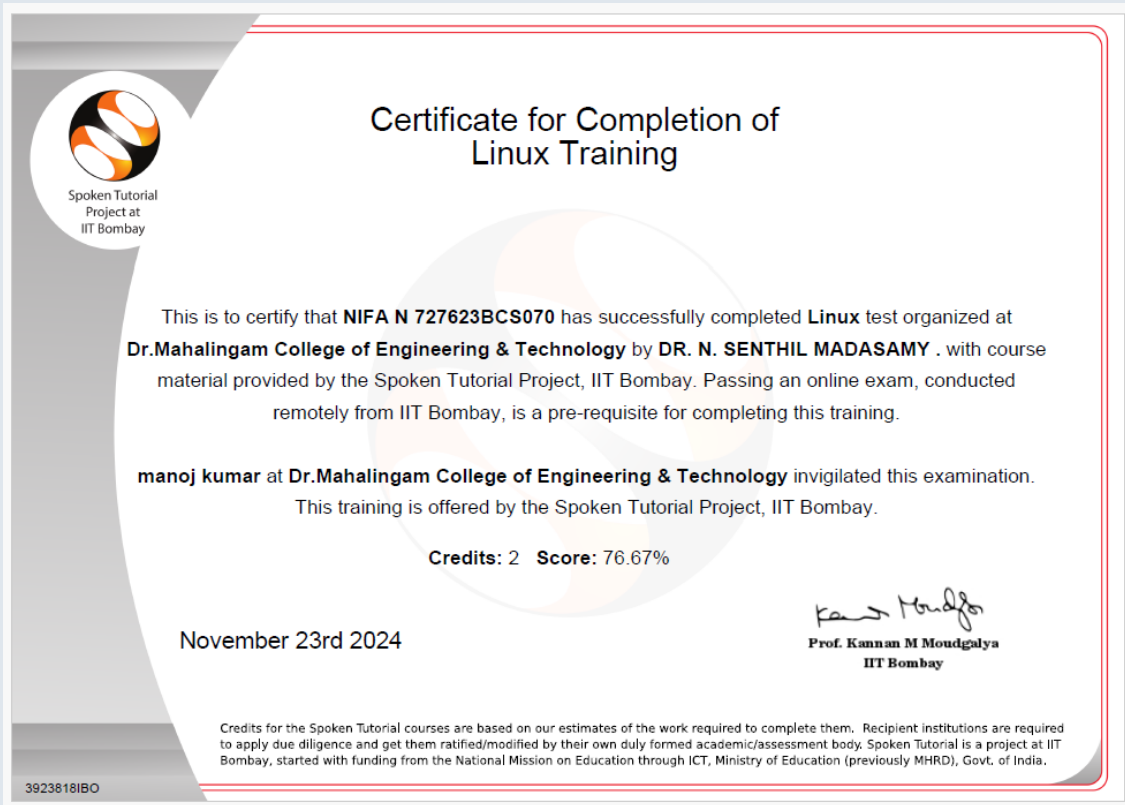 Certificate for Completion of
Linux Training
Spoken Tutorial
Project at
IIT Bombay
This is to certify that NIFA N 727623BCS070 has successfully completed Linux test organized at
Dr.Mahalingam College of Engineering & Technology by DR. N. SENTHIL MADASAMY . with course
material provided by the Spoken Tutorial Project, IIT Bombay. Passing an online exam, conducted
remotely from IIT Bombay, is a pre-requisite for completing this training.
manoj kumar at Dr.Mahalingam College of Engineering & Technology invigilated this examination.
This training is offered by the Spoken Tutorial Project, IIT Bombay.
Credits: 2 Score: 76.67%
November 23rd 2024
Prof. Kannan M Moudgalya
IIT Bombay
Credits for the Spoken Tutorial courses are based on our estimates of the work required to complete them. Recipient institutions are required
to apply due diligence and get them ratified/modified by their own duly formed academic/assessment body. Spoken Tutorial is a project at IIT
Bombay, started with funding from the National Mission on Education through ICT, Ministry of Education (previously MHRD), Govt. of India.
3923818IBO